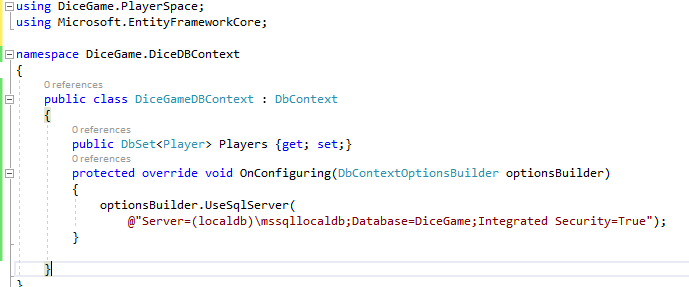 using DiceGame.PlayerSpace;
using Microsoft.EntityFrameworkCore;
namespace DiceGame.DiceDBContext
{
0 references
public class DiceGameDBContext : DbContext
{
0 references
public DbSet<Player> Players {get; set;}
0 references
protected override void OnConfiguring(DbContextOptionsBuilder optionsBuilder)
{
optionsBuilder.UseSqlServer(
@"Server=(localdb)\mssqllocaldb;Database=DiceGame;Integrated Security=True");
}
}
}